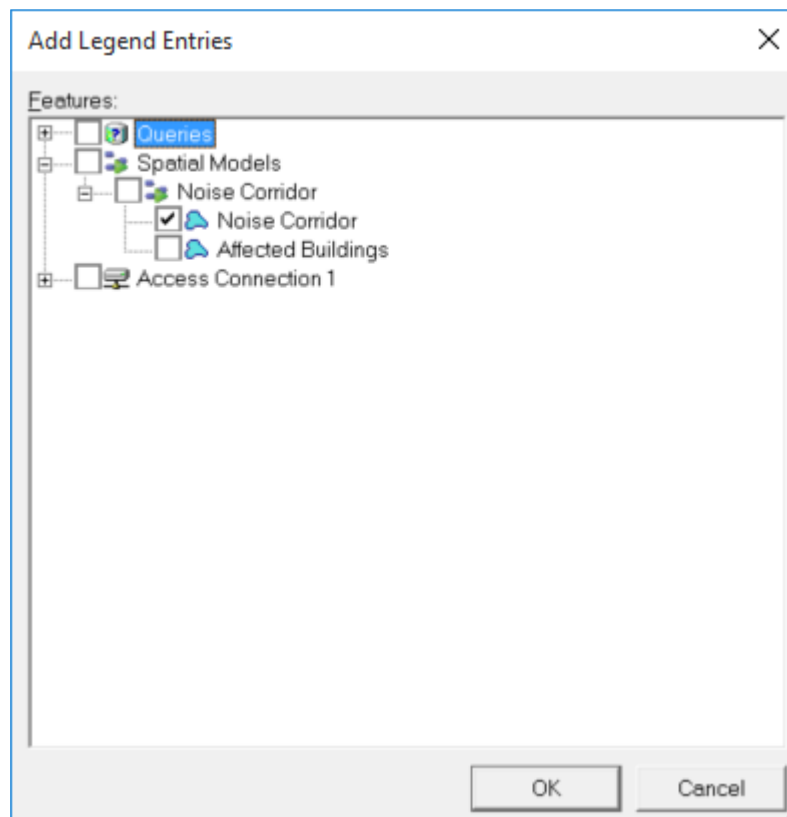 Add Legend Entries
Features:
Queries
Spatial Models
Noise Corridor
Noise Corridor
Affected Buildings
Access Connection 1
OK Cancel